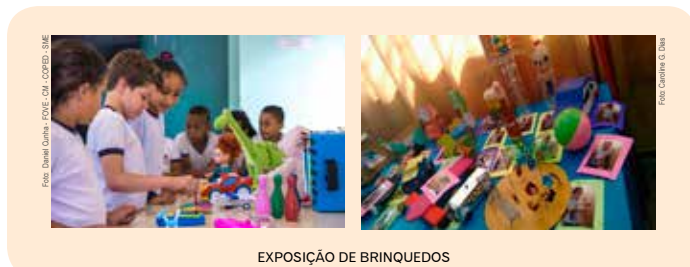 Foto: Daniel Cunha - FOVE - CM - COPED - SME
Foto: Caroline G. Dias
EXPOSIÇÃO DE BRINQUEDOS